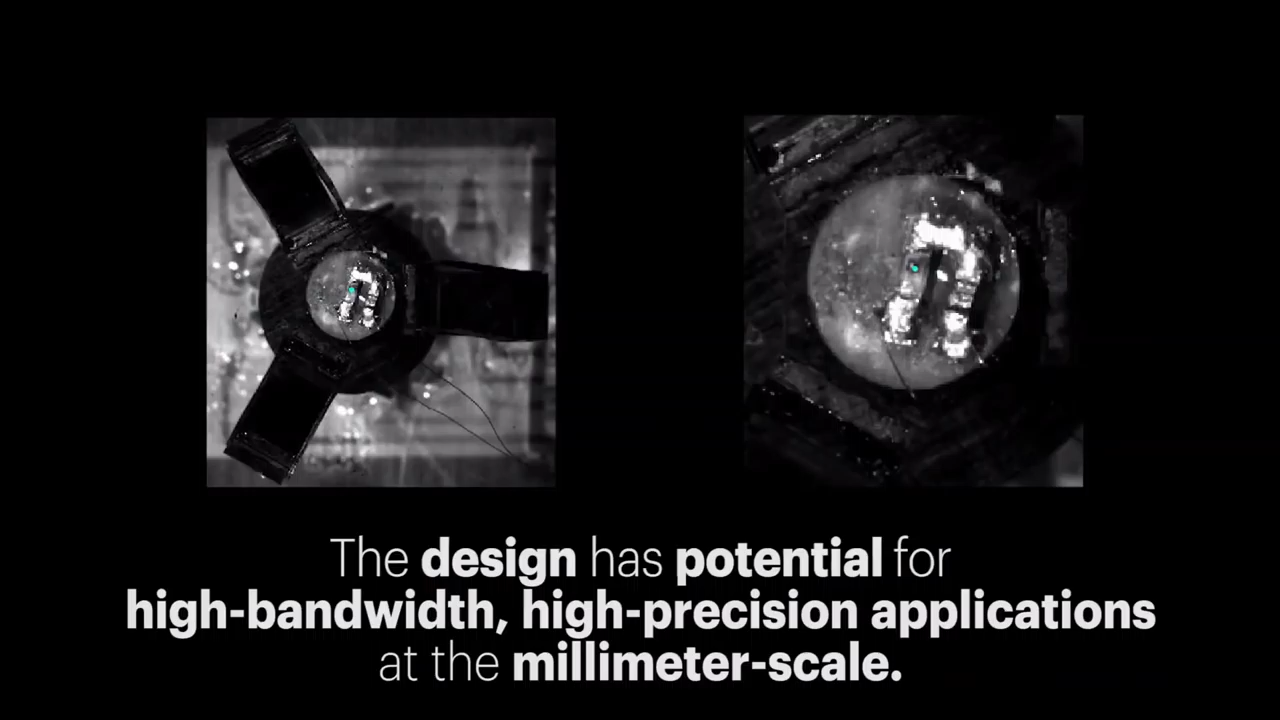 The design has potential for
high-bandwidth, high-precision applications
at the millimeter-scale.